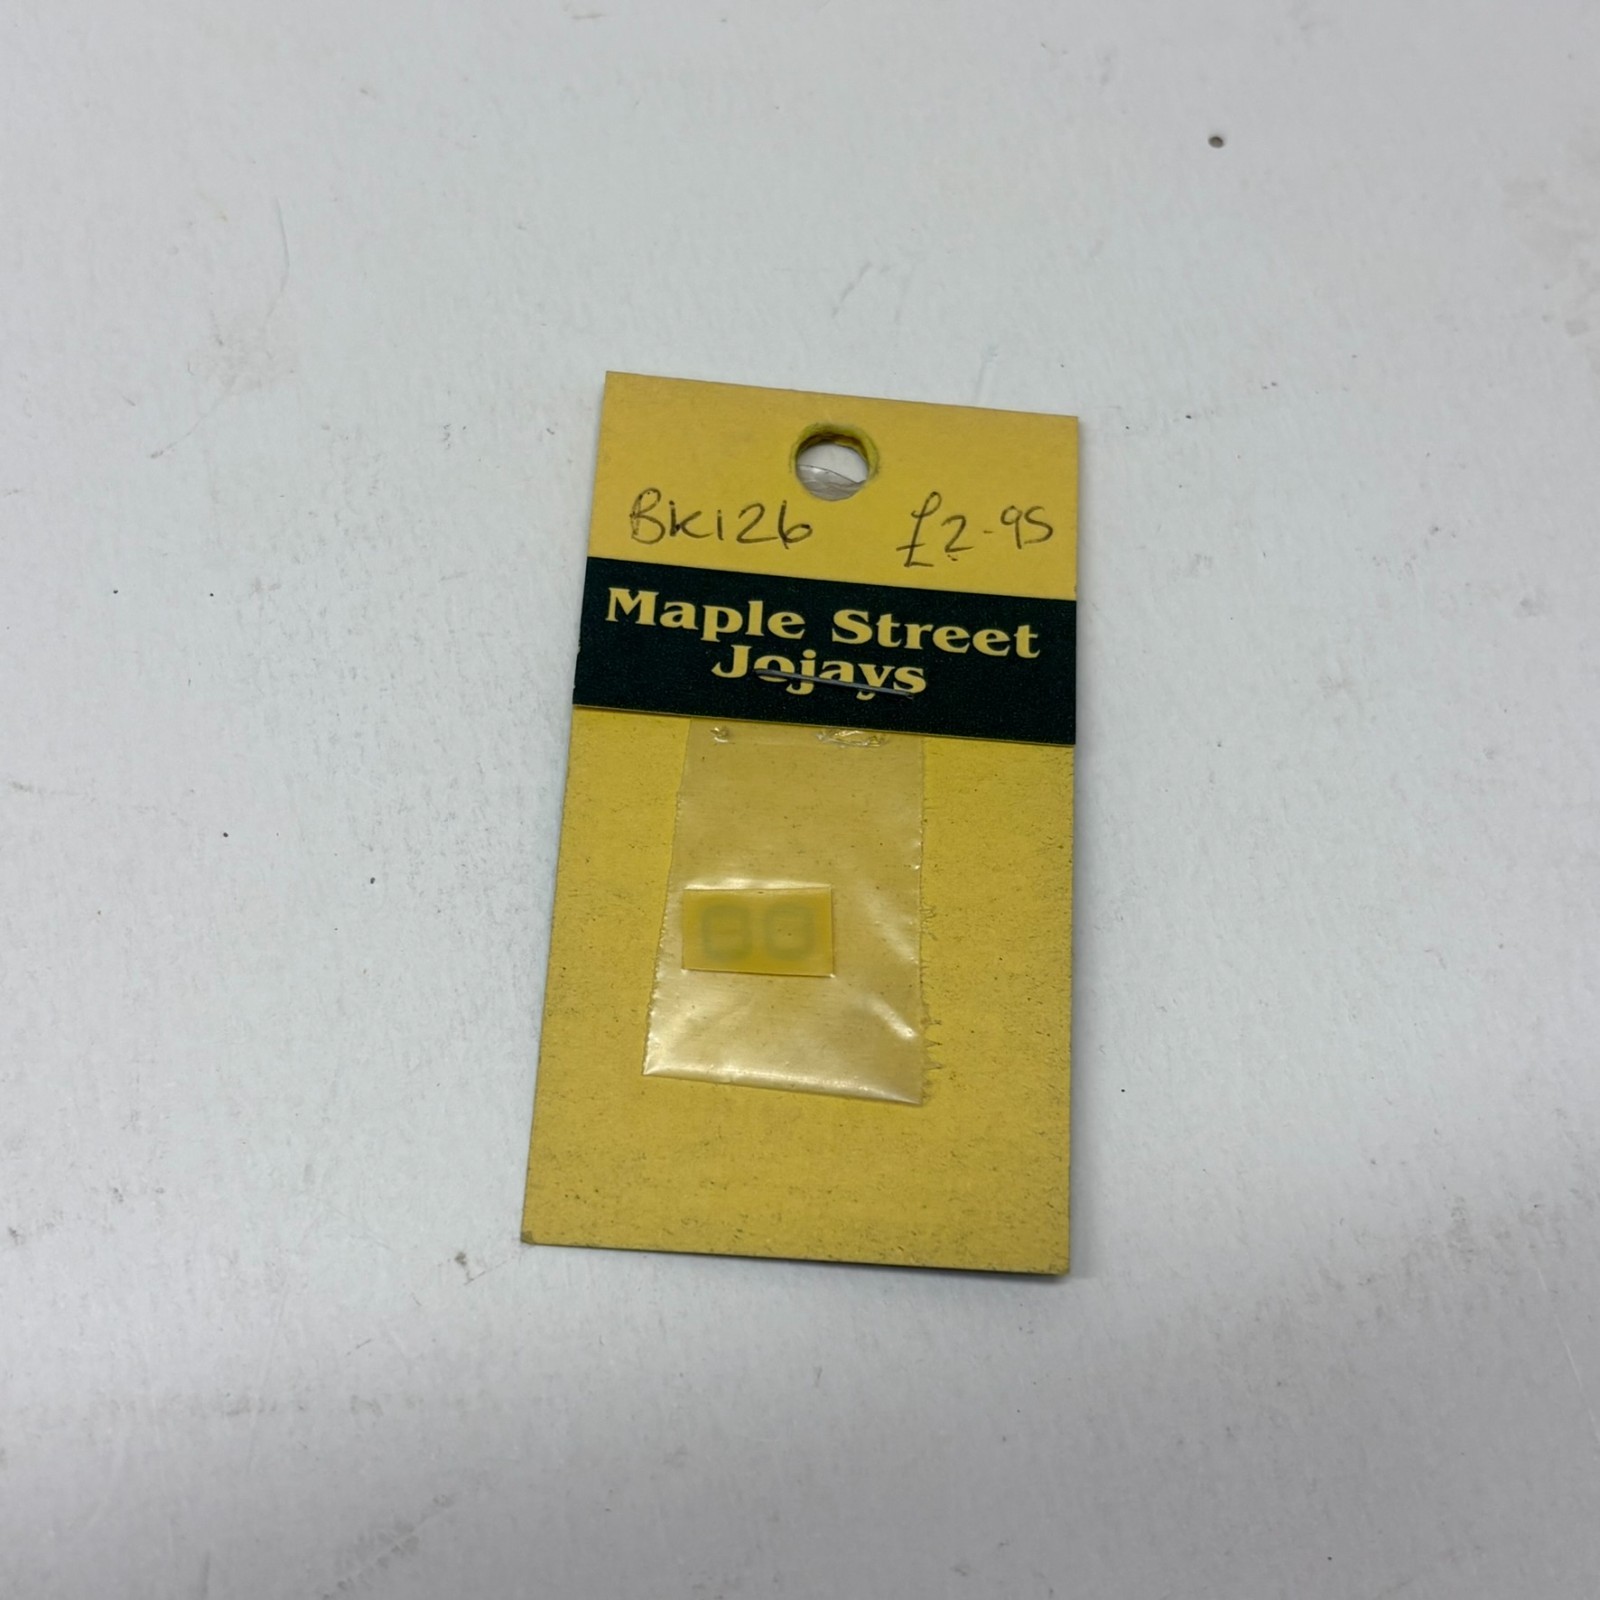 BK126 £2-95
Maple Street
Jojays